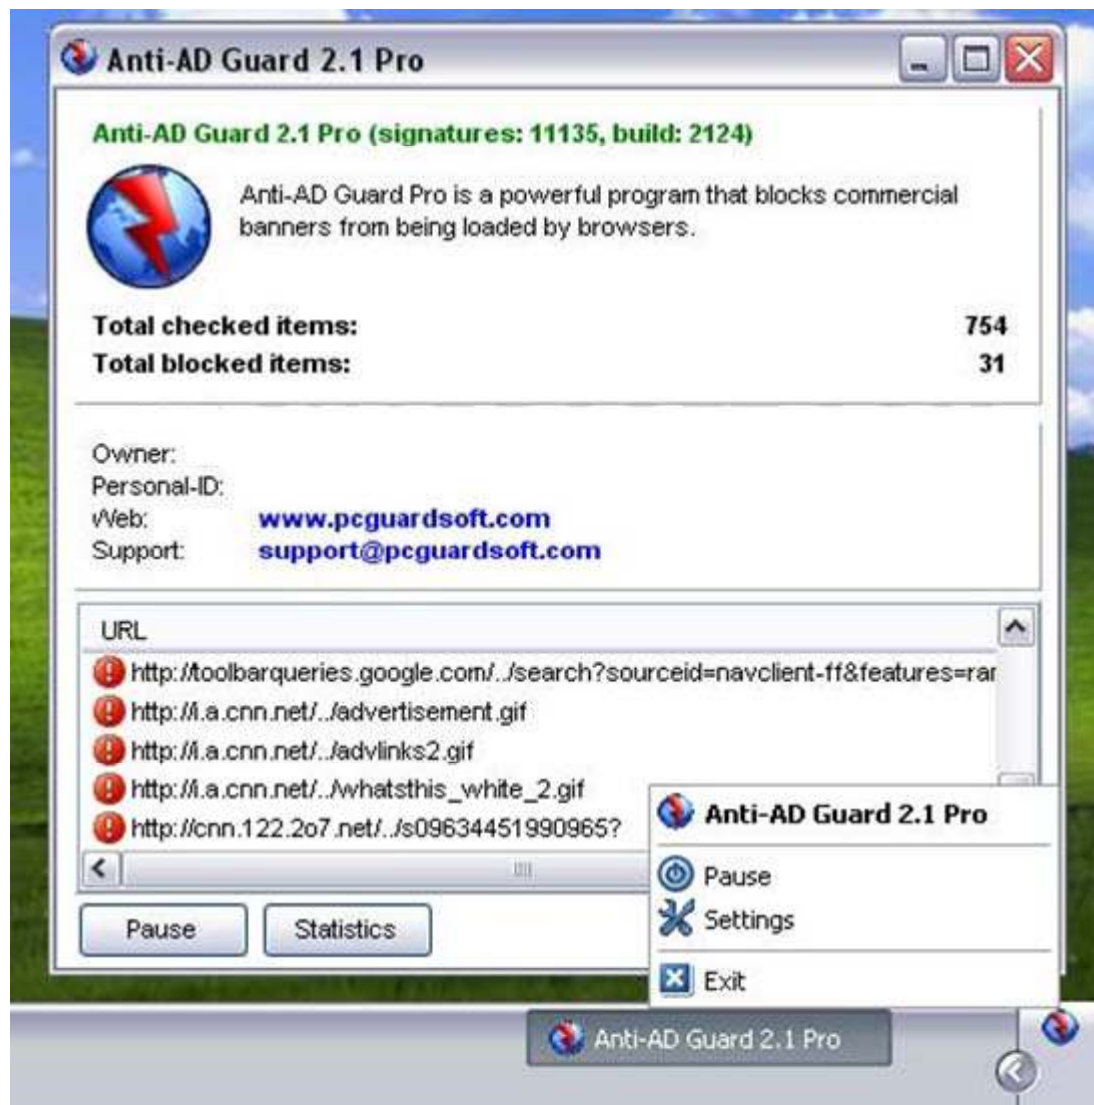 Anti-AD Guard 2.1 Pro
Anti-AD Guard 2.1 Pro (signatures: 11135, build: 2124)
Anti-AD Guard Pro is a powerful program that blocks commercial
banners from being loaded by browsers.
Total checked items: 754
Total blocked items: 31
Owner:
Personal-ID:
Web: www.pcguardsoft.com
Support: support@pcguardsoft.com
URL
http://toolbarqueries.google.com/../search?sourceid=navclient-ff&features=rar
http://i.a.cnn.net/../advertisement.gif
http://i.a.cnn.net/../advlinks2.gif
http://i.a.cnn.net/../whatsthis_white_2.gif
http://cnn.122.2o7.net/../s09634451990965?
Pause Statistics
Anti-AD Guard 2.1 Pro
Pause
Settings
Exit
Anti-AD Guard 2.1 Pro